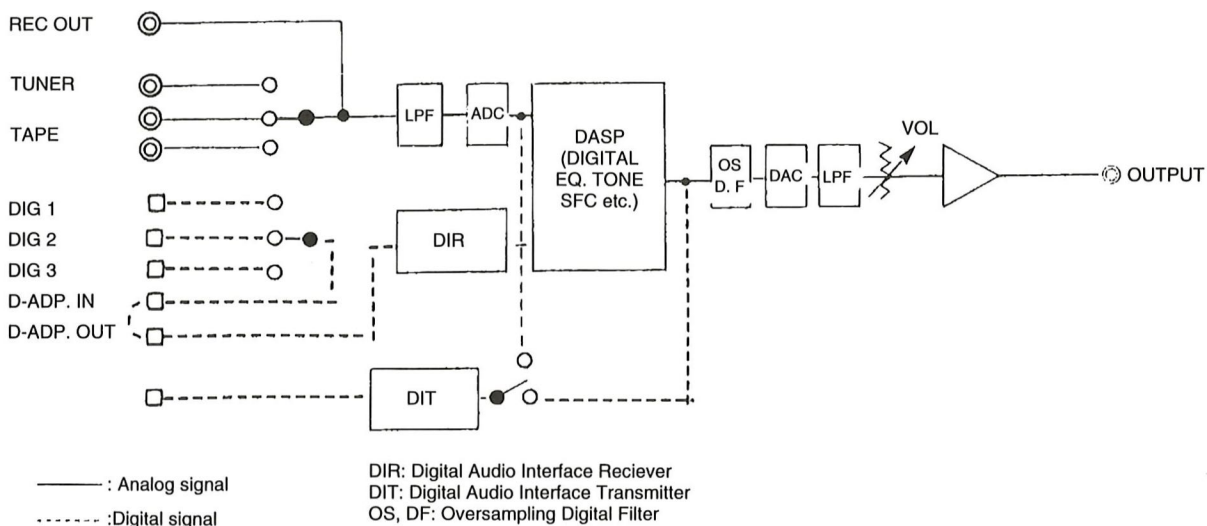 REC OUT
TUNER
TAPE
DIG 1
DIG 2
DIG 3
D-ADP. IN
D-ADP. OUT
LPF
ADC
DASP
(DIGITAL
EQ. TONE
SFC etc.)
DIR
DIT
OS
D. F
DAC
LPF
VOL
OUTPUT
———— : Analog signal
------- :Digital signal
DIR: Digital Audio Interface Reciever
DIT: Digital Audio Interface Transmitter
OS, DF: Oversampling Digital Filter